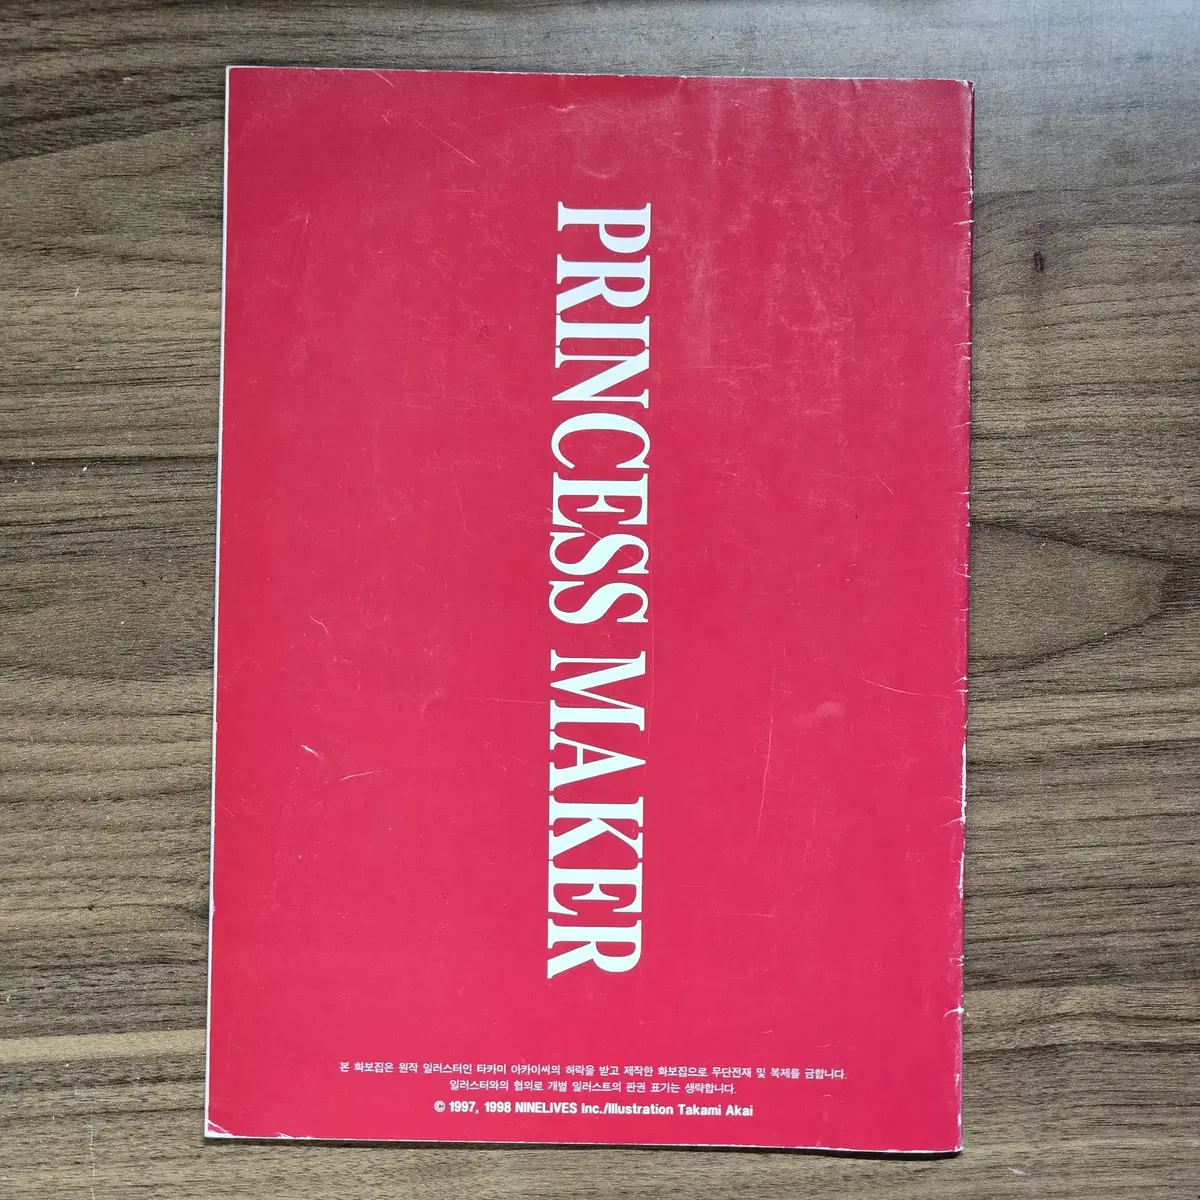 PRINCESS MAKER
본 화보집은 원작 일러스터인 타카미 아카이씨의 허락을 받고 제작한 화보집으로 무단전재 및 복제를 금합니다.
일러스터와의 협의로 개별 일러스트의 판권 표기는 생략합니다.
© 1997, 1998 NINELIVES Inc./Illustration Takami Akai